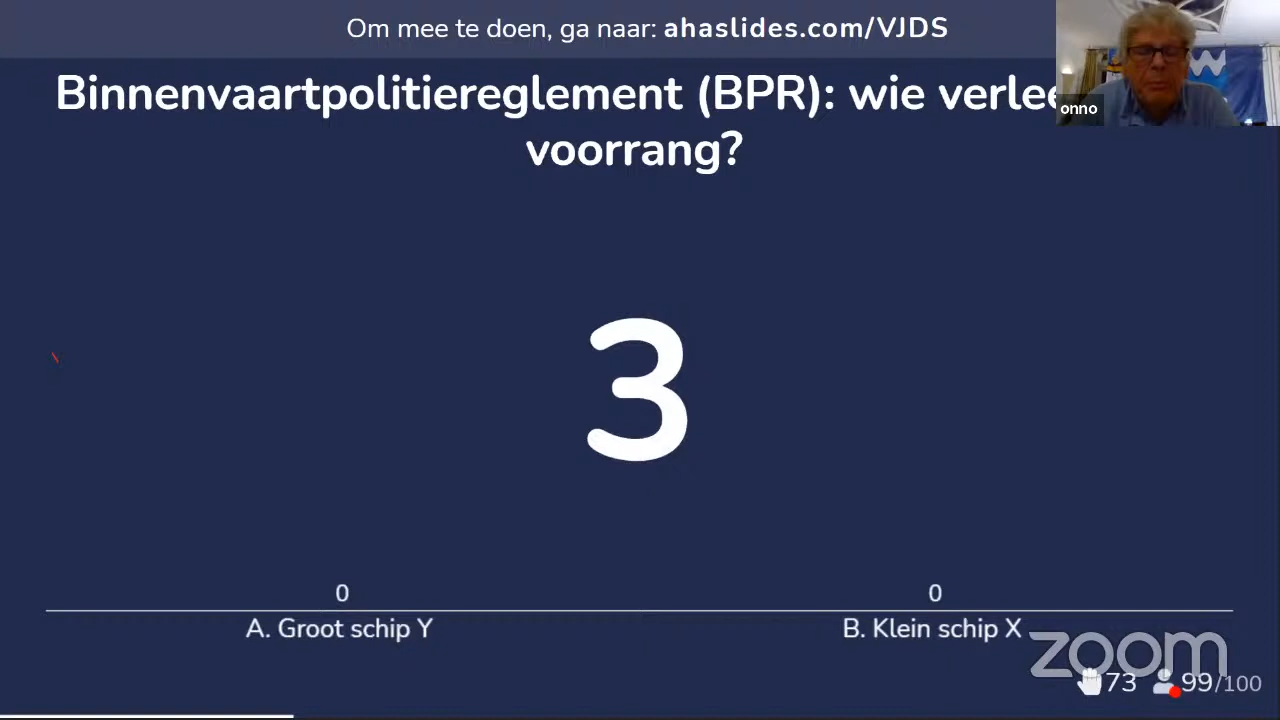 Om mee te doen, ga naar: ahaslides.com/VJDS
Binnenvaartpolitiereglement (BPR): wie
voorrang?
onno
3
0
0
A. Groot schip Y
B. Klein schip X
zoom
73
99/100